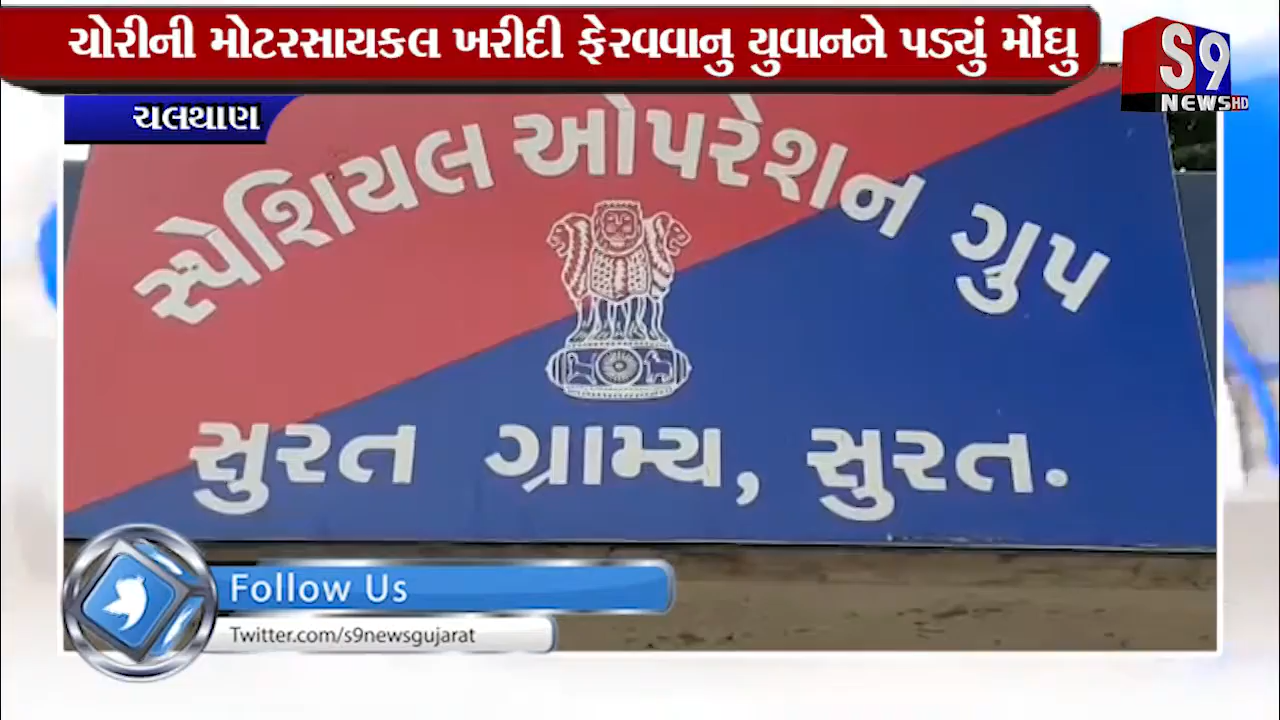 ચોરીની મોટરસાયકલ ખરીદી ફેરવવાનુ યુવાનને પડ્યું મોંઘુ
S9
NEWS HD
ચલથાણ
સ્પેશિયલ ઓપરેશન ગ્રુપ
સુરત ગ્રામ્ય, સુરત.
Follow Us
Twitter.com/s9newsgujarat